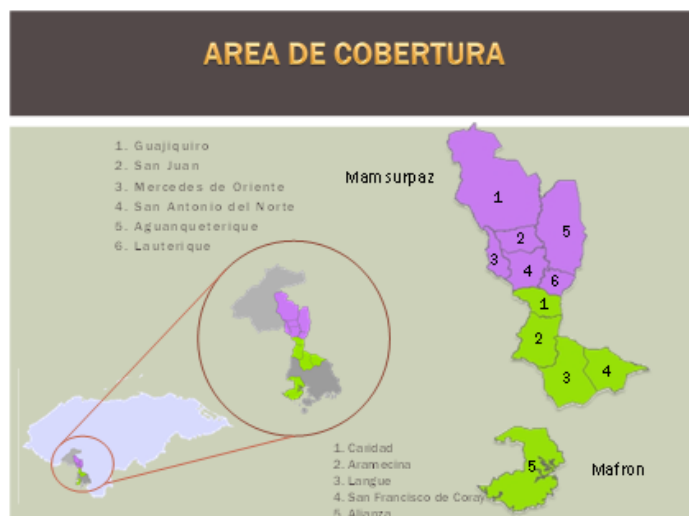 AREA DE COBERTURA
1. Guajiquiro
2. San Juan
3. Mercedes de Oriente
4. San Antonio del Norte
5. Aguanqueterique
6. Lauterique
Mamsurpaz
1
2
3
4
5
6
1
2
3
4
5
Mafron
1. Caridad
2. Aramecina
3. Langue
4. San Francisco de Coray
5. Alianza